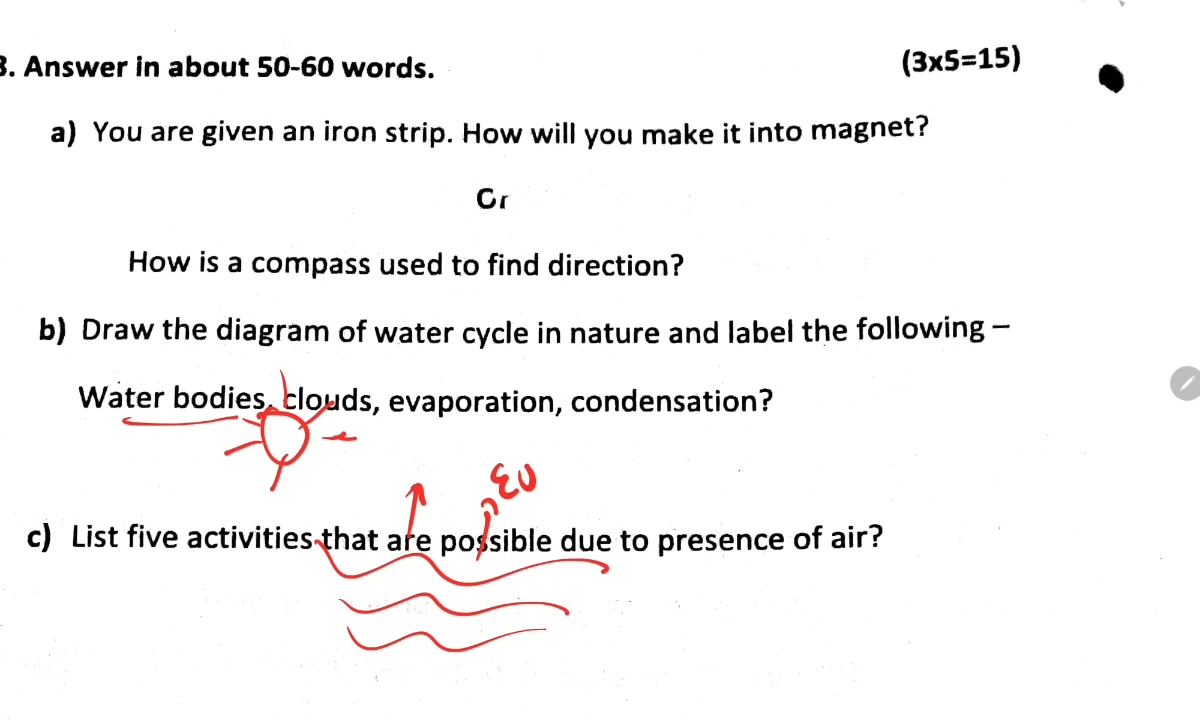 3. Answer in about 50-60 words. (3x5=15)
a) You are given an iron strip. How will you make it into magnet?
Or
How is a compass used to find direction?
b) Draw the diagram of water cycle in nature and label the following –
Water bodies, clouds, evaporation, condensation?
Ev
c) List five activities that are possible due to presence of air?